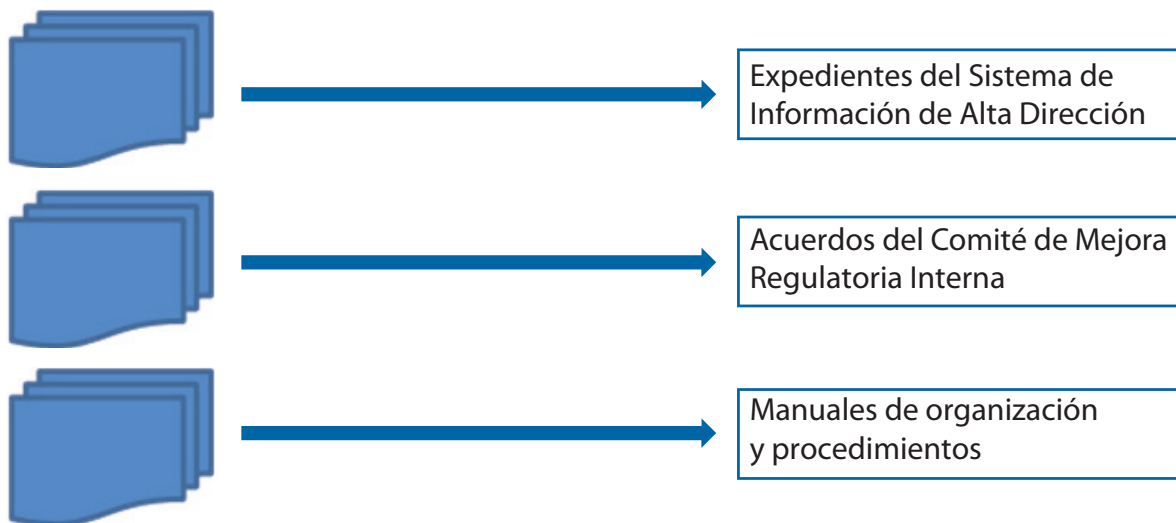 Expedientes del Sistema de
Información de Alta Dirección
Acuerdos del Comité de Mejora
Regulatoria Interna
Manuales de organización
y procedimientos